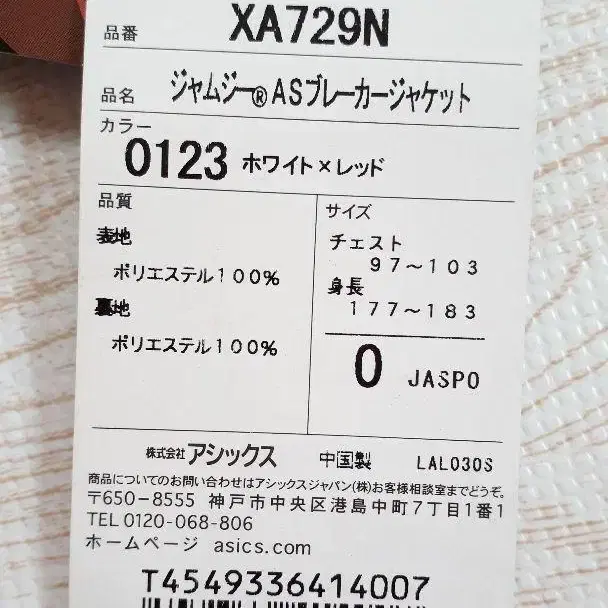 品番 XA729N
品名 ジャムジー®ASブレーカージャケット
カラー
0123 ホワイト×レッド
品質
表地
ポリエステル100%
裏地
ポリエステル100%
サイズ
チェスト
97~103
身長
177~183
O JASPO
株式会社アシックス 中国製 LAL030S
商品についてのお問い合わせはアシックスジャパン(株)お客様相談室までどうぞ。
〒650-8555 神戸市中央区港島中町7丁目1番1
TEL 0120-068-806
ホームページ asics.com
T4549336414007